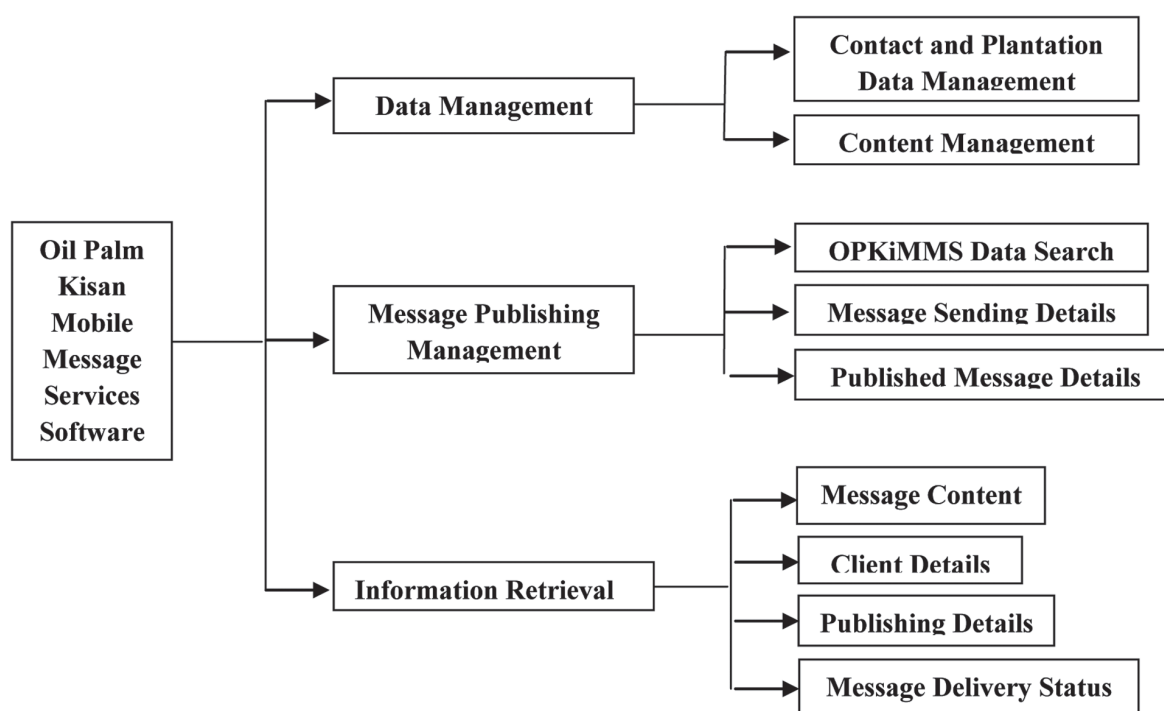 Oil Palm
Kisan
Mobile
Message
Services
Software
Data Management
Contact and Plantation
Data Management
Content Management
Message Publishing
Management
OPKiMMS Data Search
Message Sending Details
Published Message Details
Information Retrieval
Message Content
Client Details
Publishing Details
Message Delivery Status